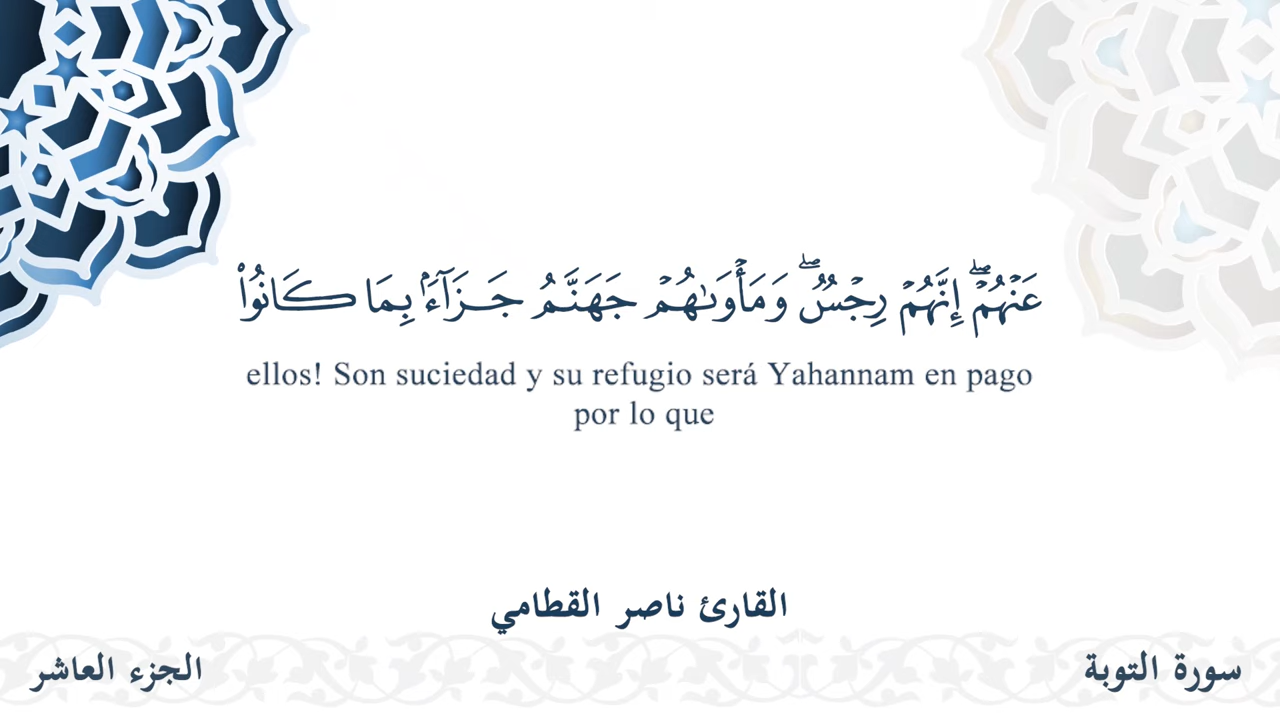 عَنْهُمْۖ إِنَّهُمْ رِجْسٌۖ وَمَأْوَىٰهُمْ جَهَنَّمُ جَزَآءَۢ بِمَا كَانُوا۟
ellos! Son suciedad y su refugio será Yahannam en pago
por lo que
القارئ ناصر القطامي
سورة التوبة
الجزء العاشر